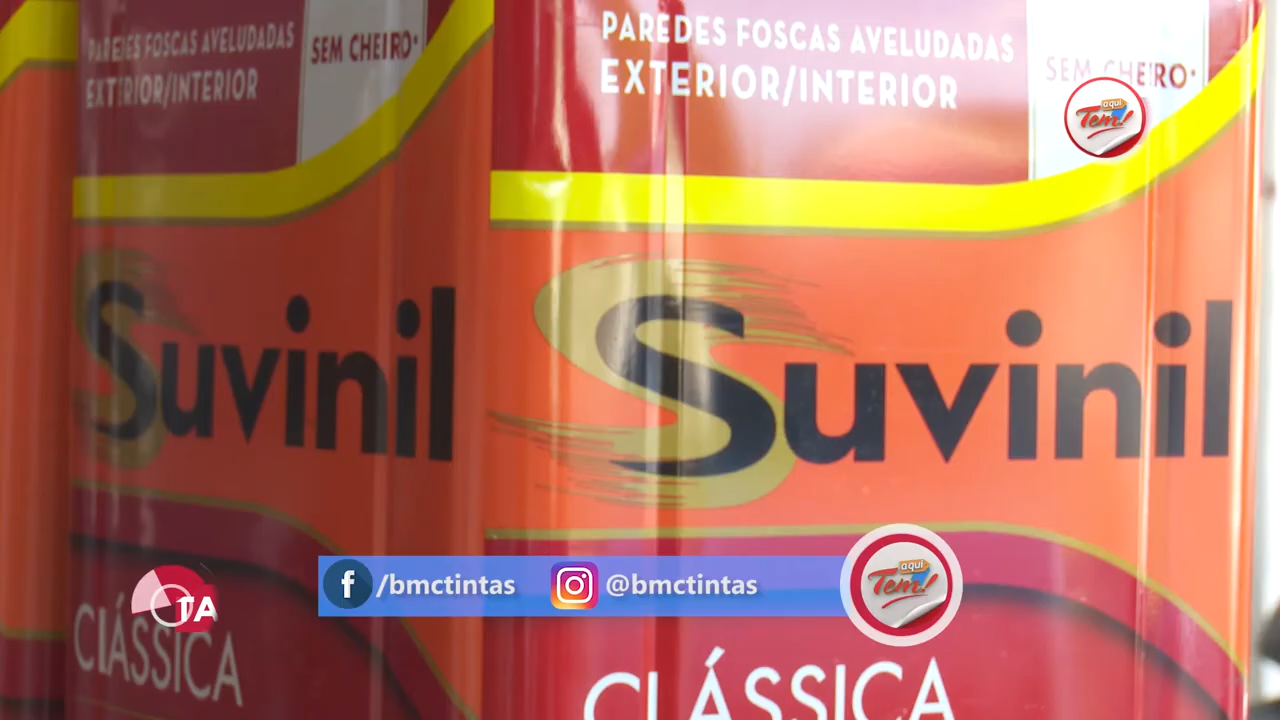 PAREDES FOSCAS AVELUDADAS
EXTERIOR/INTERIOR
SEM CHEIRO
PAREDES FOSCAS AVELUDADAS
EXTERIOR/INTERIOR
SEM CHEIRO
aqui
Tem!
Suvinil
Suvinil
/bmctintas
@bmctintas
aqui
Tem!
TA
CLÁSSICA
CLÁSSICA